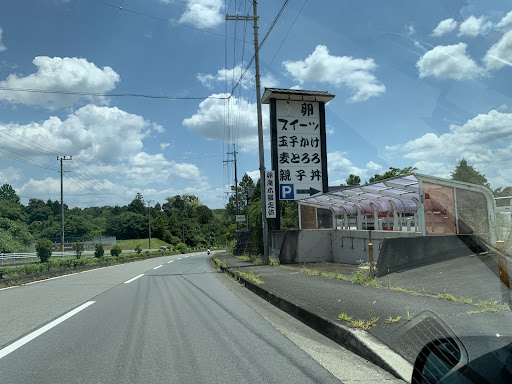 卵
スイーツ
玉子かけ
麦とろろ
親子丼
P